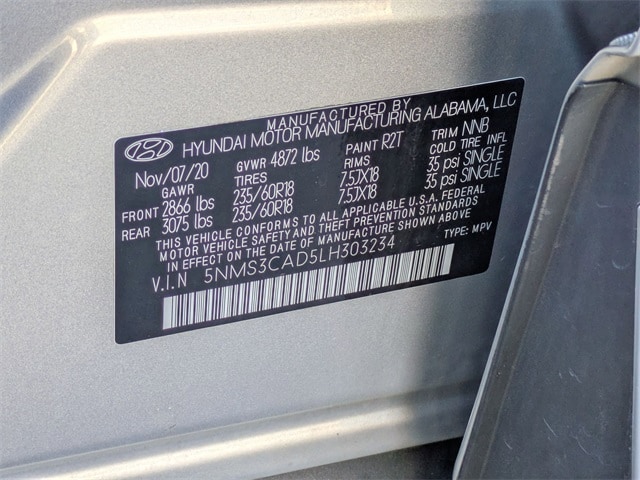 MANUFACTURED BY
HYUNDAI MOTOR MANUFACTURING ALABAMA, LLC
Nov/07/20 GVWR 4872 lbs PAINT R2T TRIM NNB
GAWR TIRES RIMS COLD TIRE INFL
FRONT 2866 lbs 235/60R18 7.5JX18 35 psi SINGLE
REAR 3075 lbs 235/60R18 7.5JX18 35 psi SINGLE
THIS VEHICLE CONFORMS TO ALL APPLICABLE U.S.A. FEDERAL
MOTOR VEHICLE SAFETY AND THEFT PREVENTION STANDARDS
IN EFFECT ON THE DATE OF MANUFACTURE SHOWN ABOVE
V.I.N 5NMS3CAD5LH303234 TYPE: MPV